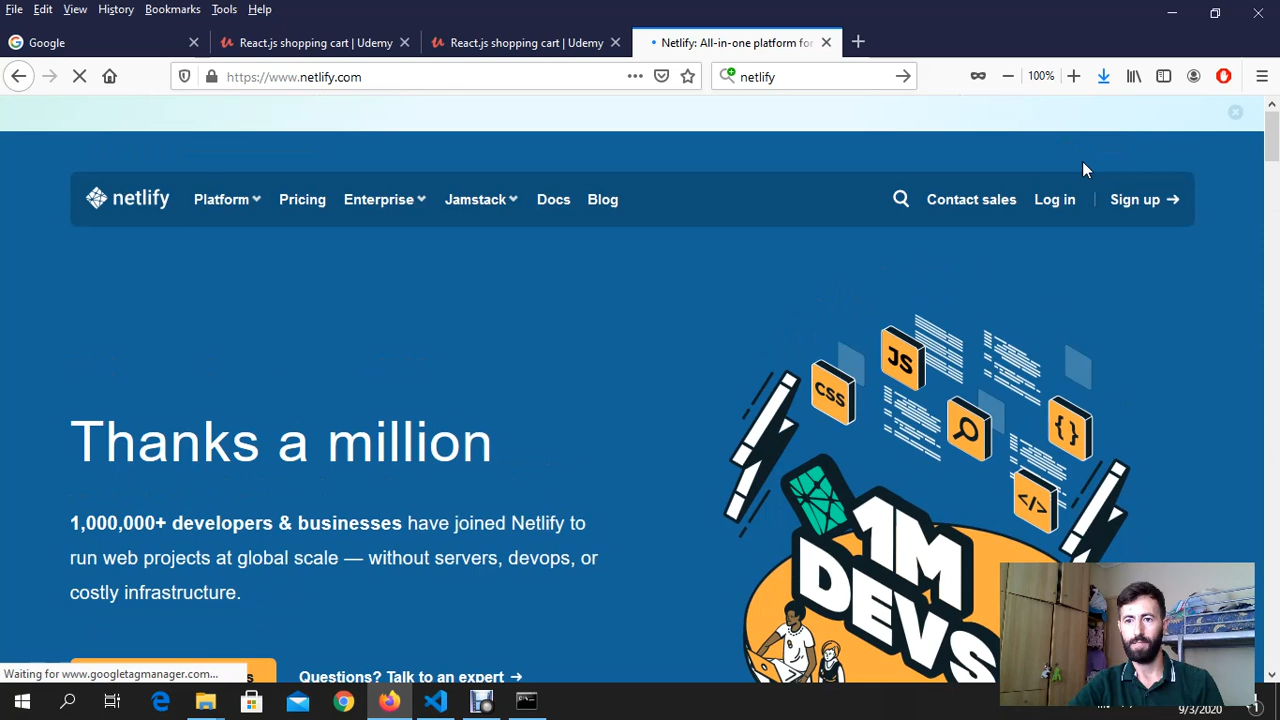 File Edit View History Bookmarks Tools Help
Google
React.js shopping cart | Udemy
React.js shopping cart | Udemy
Netlify: All-in-one platform for
https://www.netlify.com
netlify
100%
netlify
Platform
Pricing
Enterprise
Jamstack
Docs
Blog
Contact sales
Log in
Sign up →
Thanks a million
1,000,000+ developers & businesses have joined Netlify to
run web projects at global scale — without servers, devops, or
costly infrastructure.
JS
CSS
{ }
</>
1M
DEVS
Questions? Talk to an expert →
Waiting for www.googletagmanager.com...
9/3/2020
1